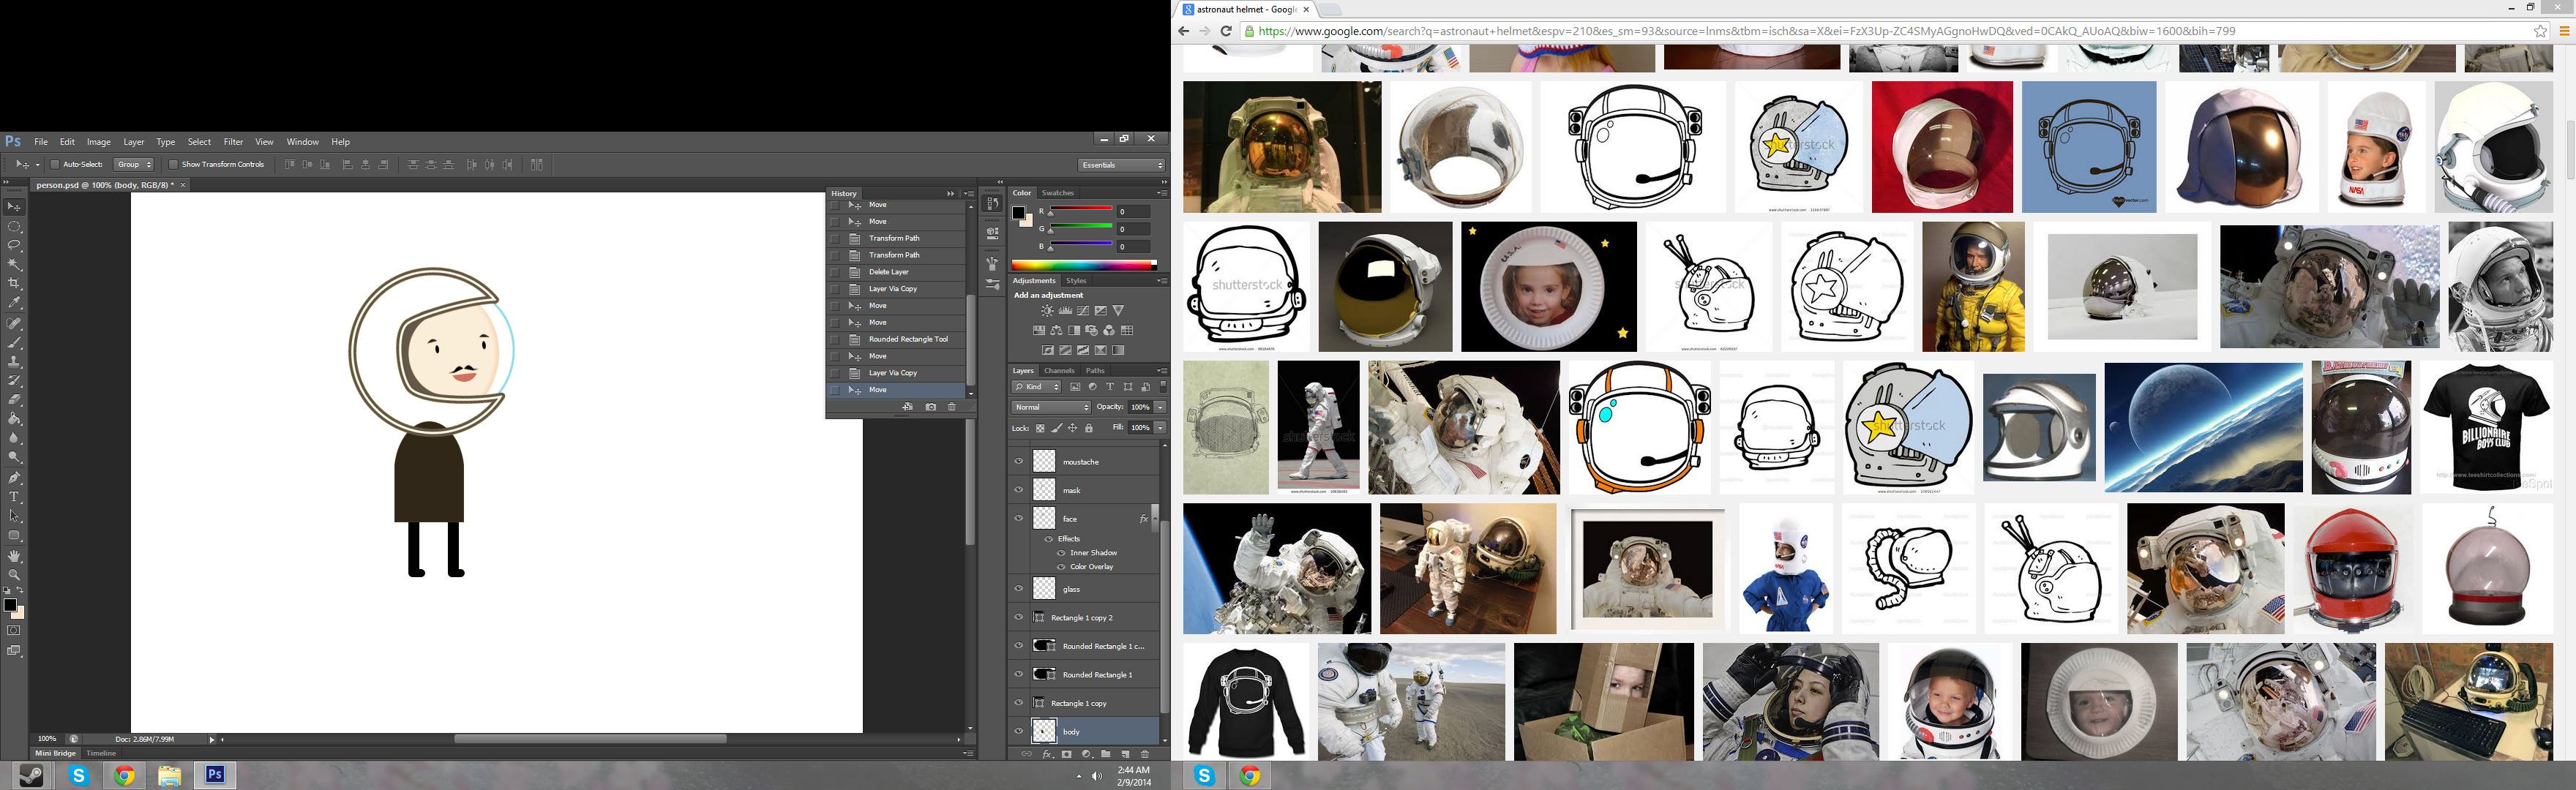 Ps File Edit Image Layer Type Select Filter View Window Help
Auto-Select: Group Show Transform Controls
Essentials
person.psd @ 100% (body, RGB/8) * ×
History
Move
Move
Transform Path
Transform Path
Delete Layer
Layer Via Copy
Move
Move
Rounded Rectangle Tool
Move
Layer Via Copy
Move
Color Swatches
R 0
G 0
B 0
Adjustments Styles
Add an adjustment
Layers Channels Paths
Kind
Normal Opacity: 100%
Lock: Fill: 100%
moustache
mask
face fx
Effects
Inner Shadow
Color Overlay
glass
Rectangle 1 copy 2
Rounded Rectangle 1 c...
Rounded Rectangle 1
Rectangle 1 copy
body
100% Doc: 2.86M/7.99M
Mini Bridge Timeline
2:44 AM
2/9/2014
astronaut helmet - Google
https://www.google.com/search?q=astronaut+helmet&espv=210&es_sm=93&source=lnms&tbm=isch&sa=X&ei=FzX3Up-ZC4SMyAGgnoHwDQ&ved=0CAkQ_AUoAQ&biw=1600&bih=799
shutterstock
NASA
shutterstock
shutterstock
shutterstock
shutterstock
BILLIONAIRE
BOYS CLUB